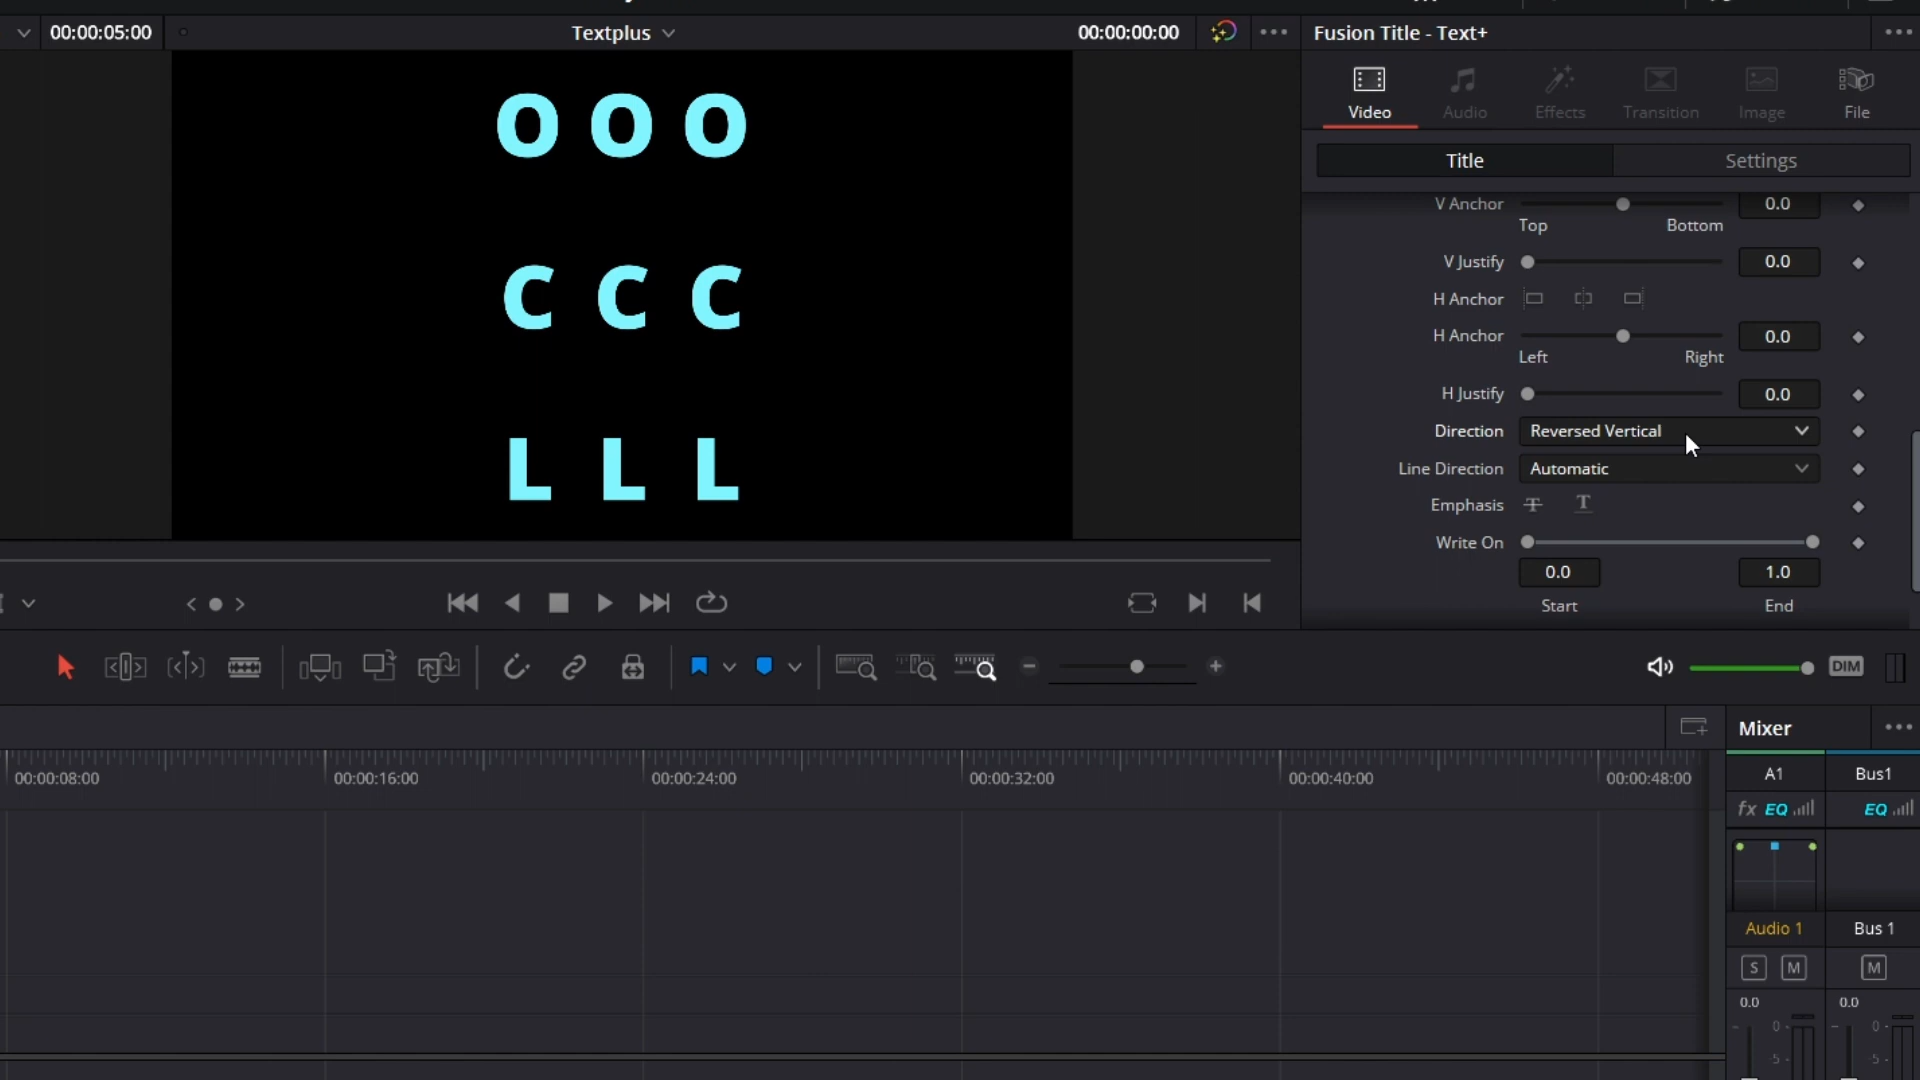 00:00:05:00
Textplus
00:00:00:00
Fusion Title - Text+
Video
Audio
Effects
Transition
Image
File
Title
Settings
O O O
C C C
L L L
V Anchor
0.0
Top
Bottom
V Justify
0.0
H Anchor
H Anchor
0.0
Left
Right
H Justify
0.0
Direction
Reversed Vertical
Line Direction
Automatic
Emphasis
T
T
Write On
0.0
1.0
Start
End
DIM
Mixer
00:00:08:00
00:00:16:00
00:00:24:00
00:00:32:00
00:00:40:00
00:00:48:00
A1
Bus1
fx EQ
EQ
Audio 1
Bus 1
S M
M
0.0
0.0
0
0
-5
-5